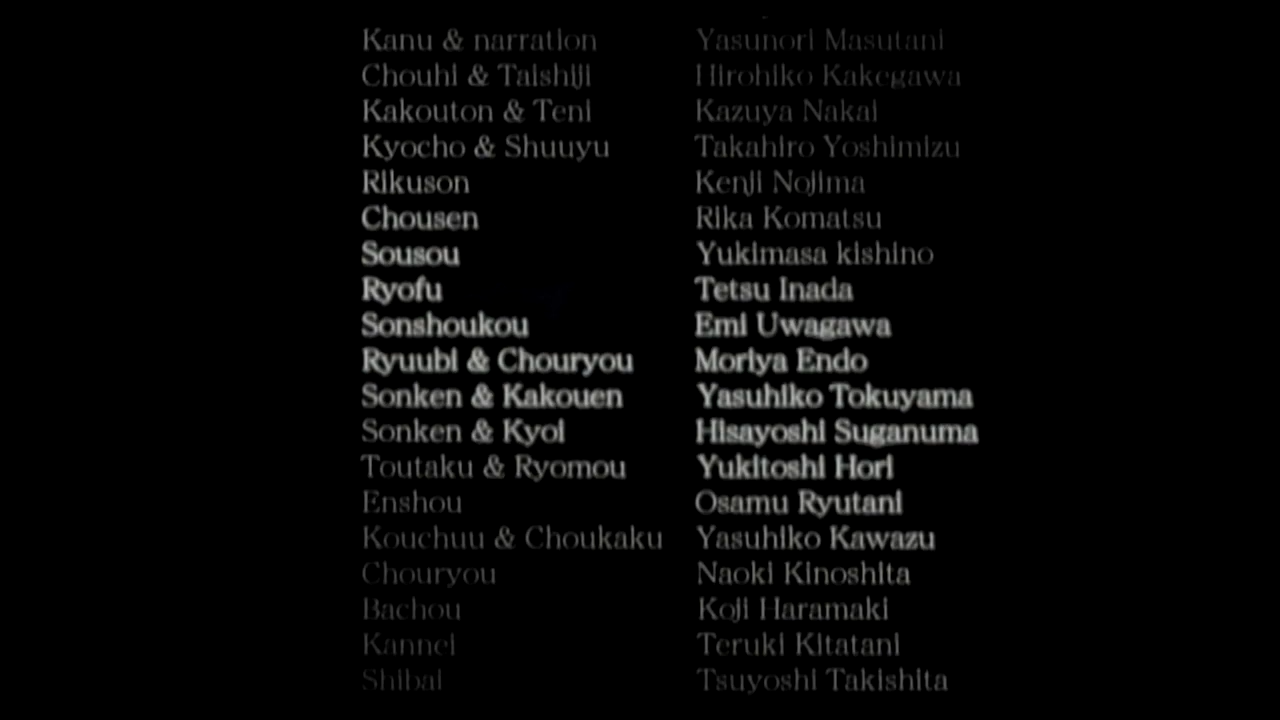 Kanu & narration Yasunori Masutani
Chouhi & Taishiji Hirohiko Kakegawa
Kakouton & Teni Kazuya Nakai
Kyocho & Shuuyu Takahiro Yoshimizu
Rikuson Kenji Nojima
Chousen Rika Komatsu
Sousou Yukimasa kishino
Ryofu Tetsu Inada
Sonshoukou Emi Uwagawa
Ryuubi & Chouryou Moriya Endo
Sonken & Kakouen Yasuhiko Tokuyama
Sonken & Kyoi Hisayoshi Suganuma
Toutaku & Ryomou Yukitoshi Hori
Enshou Osamu Ryutani
Kouchuu & Choukaku Yasuhiko Kawazu
Chouryou Naoki Kinoshita
Bachou Koji Haramaki
Kannei Teruki Kitatani
Shibai Tsuyoshi Takishita